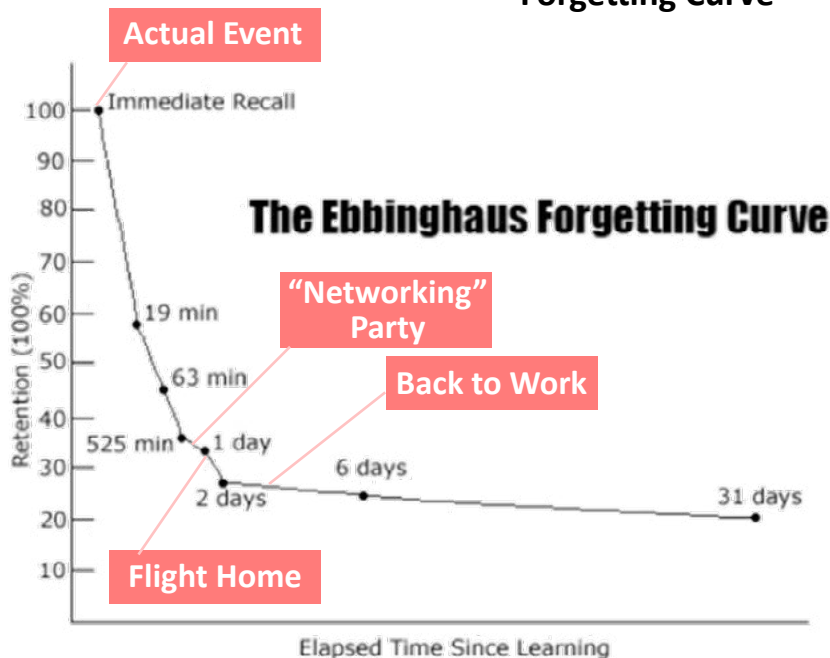 Forgetting Curve
Actual Event
Immediate Recall
The Ebbinghaus Forgetting Curve
"Networking"
Party
Back to Work
Flight Home
19 min
63 min
525 min
1 day
2 days
6 days
31 days
100
90
80
70
60
50
40
30
20
10
Retention (100%)
Elapsed Time Since Learning